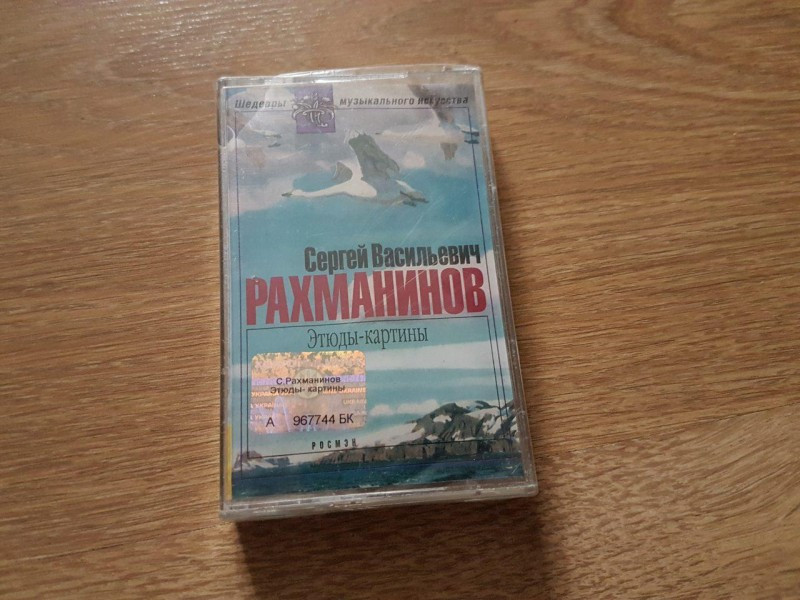 Шедевры музыкального искусства
Сергей Васильевич
РАХМАНИНОВ
Этюды-картины
С.Рахманинов
Этюды- картины
А 967744 БК
РОСМЭН